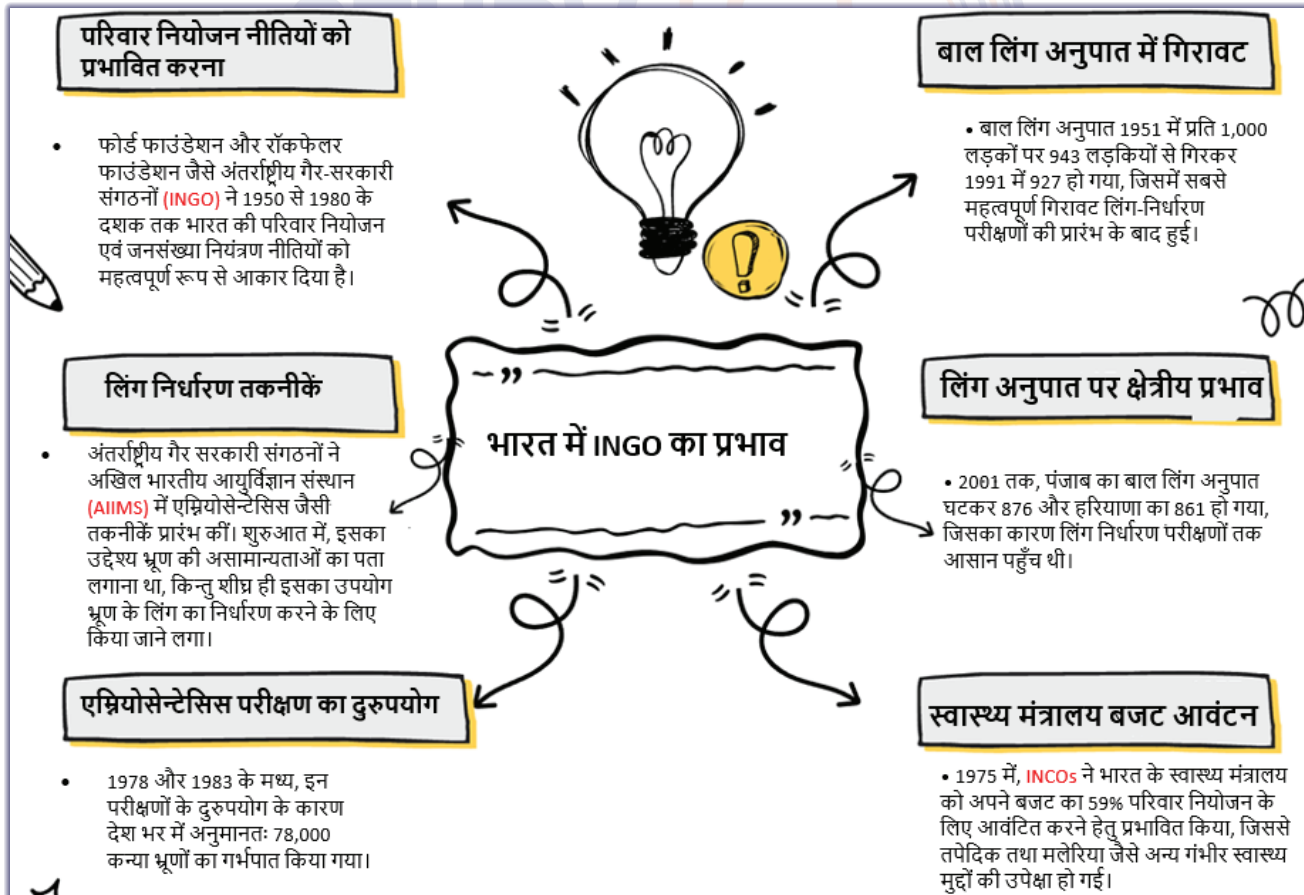 परिवार नियोजन नीतियों को
प्रभावित करना
• फोर्ड फाउंडेशन और रॉकफेलर
फाउंडेशन जैसे अंतर्राष्ट्रीय गैर-सरकारी
संगठनों (INGO) ने 1950 से 1980 के
दशक तक भारत की परिवार नियोजन
एवं जनसंख्या नियंत्रण नीतियों को
महत्वपूर्ण रूप से आकार दिया है।
लिंग निर्धारण तकनीकें
• अंतर्राष्ट्रीय गैर सरकारी संगठनों ने
अखिल भारतीय आयुर्विज्ञान संस्थान
(AIIMS) में एम्नियोसेन्टेसिस जैसी
तकनीकें प्रारंभ कीं। शुरुआत में, इसका
उद्देश्य भ्रूण की असामान्यताओं का पता
लगाना था, किन्तु शीघ्र ही इसका उपयोग
भ्रूण के लिंग का निर्धारण करने के लिए
किया जाने लगा।
एम्नियोसेन्टेसिस परीक्षण का दुरुपयोग
• 1978 और 1983 के मध्य, इन
परीक्षणों के दुरुपयोग के कारण
देश भर में अनुमानतः 78,000
कन्या भ्रूणों का गर्भपात किया गया।
भारत में INGO का प्रभाव
बाल लिंग अनुपात में गिरावट
• बाल लिंग अनुपात 1951 में प्रति 1,000
लड़कों पर 943 लड़कियों से गिरकर
1991 में 927 हो गया, जिसमें सबसे
महत्वपूर्ण गिरावट लिंग-निर्धारण
परीक्षणों की प्रारंभ के बाद हुई।
लिंग अनुपात पर क्षेत्रीय प्रभाव
• 2001 तक, पंजाब का बाल लिंग अनुपात
घटकर 876 और हरियाणा का 861 हो गया,
जिसका कारण लिंग निर्धारण परीक्षणों तक
आसान पहुँच थी।
स्वास्थ्य मंत्रालय बजट आवंटन
• 1975 में, INCOs ने भारत के स्वास्थ्य मंत्रालय
को अपने बजट का 59% परिवार नियोजन के
लिए आवंटित करने हेतु प्रभावित किया, जिससे
तपेदिक तथा मलेरिया जैसे अन्य गंभीर स्वास्थ्य
मुद्दों की उपेक्षा हो गई।